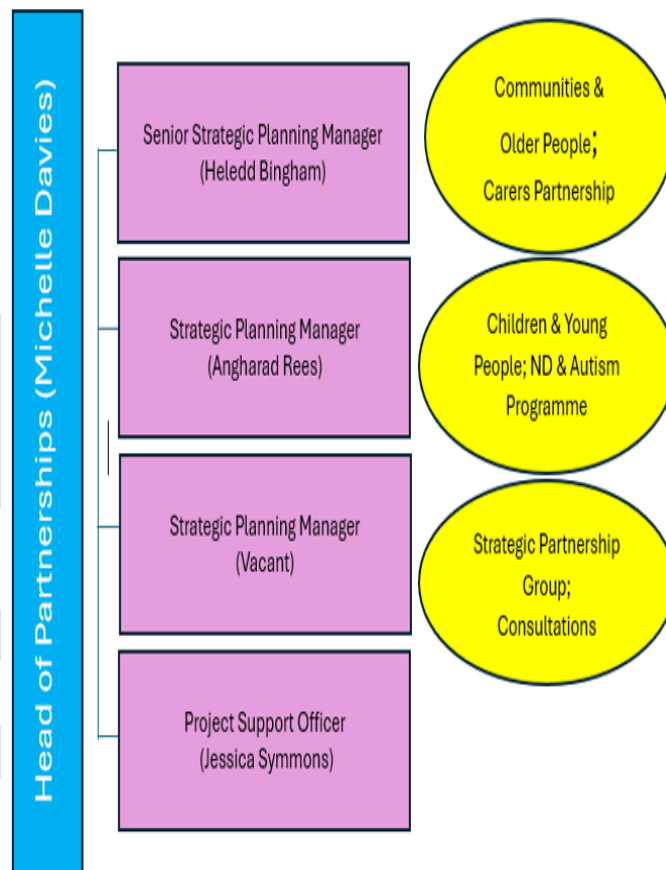 Head of Partnerships (Michelle Davies)
Senior Strategic Planning Manager
(Heledd Bingham)
Communities &
Older People;
Carers Partnership
Strategic Planning Manager
(Angharad Rees)
Children & Young
People; ND & Autism
Programme
Strategic Planning Manager
(Vacant)
Strategic Partnership
Group;
Consultations
Project Support Officer
(Jessica Symmons)